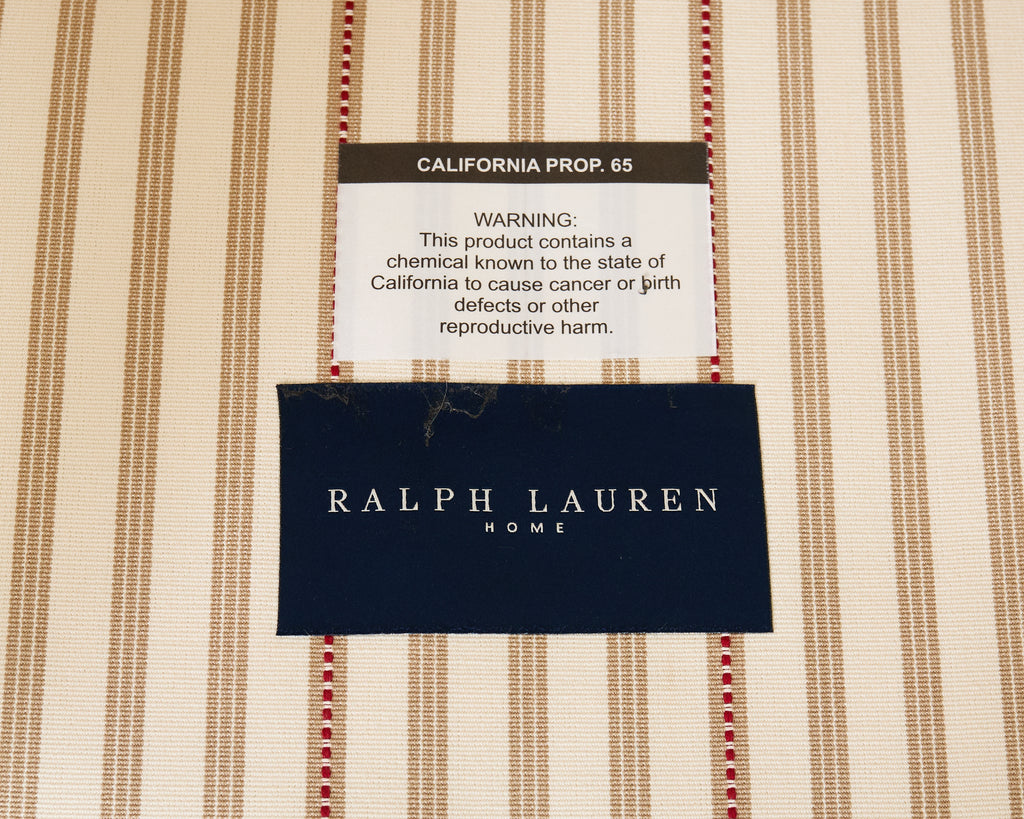 CALIFORNIA PROP. 65
WARNING:
This product contains a
chemical known to the state of
California to cause cancer or birth
defects or other
reproductive harm.
RALPH LAUREN
HOME